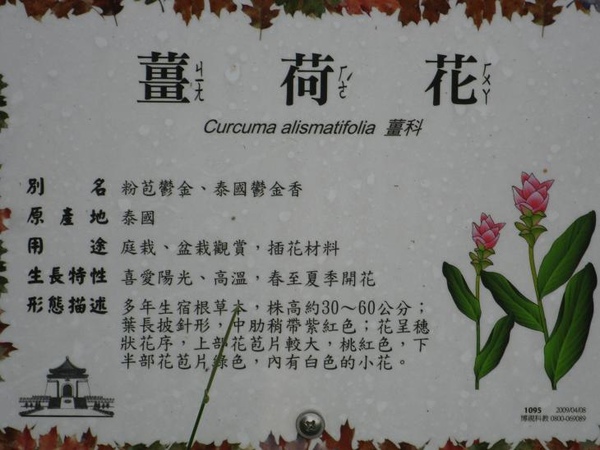 薑荷花
ㄐㄧㄤ ㄏㄜˊ ㄏㄨㄚ
Curcuma alismatifolia 薑科
別名 粉苞鬱金、泰國鬱金香
原產地 泰國
用途 庭栽、盆栽觀賞，插花材料
生長特性 喜愛陽光、高溫，春至夏季開花
形態描述 多年生宿根草本，株高約30～60公分；
葉長披針形，中肋稍帶紫紅色；花呈穗
狀花序，上部花苞片較大，桃紅色，下
半部花苞片綠色，內有白色的小花。
1095 2009/04/08
0800-069089